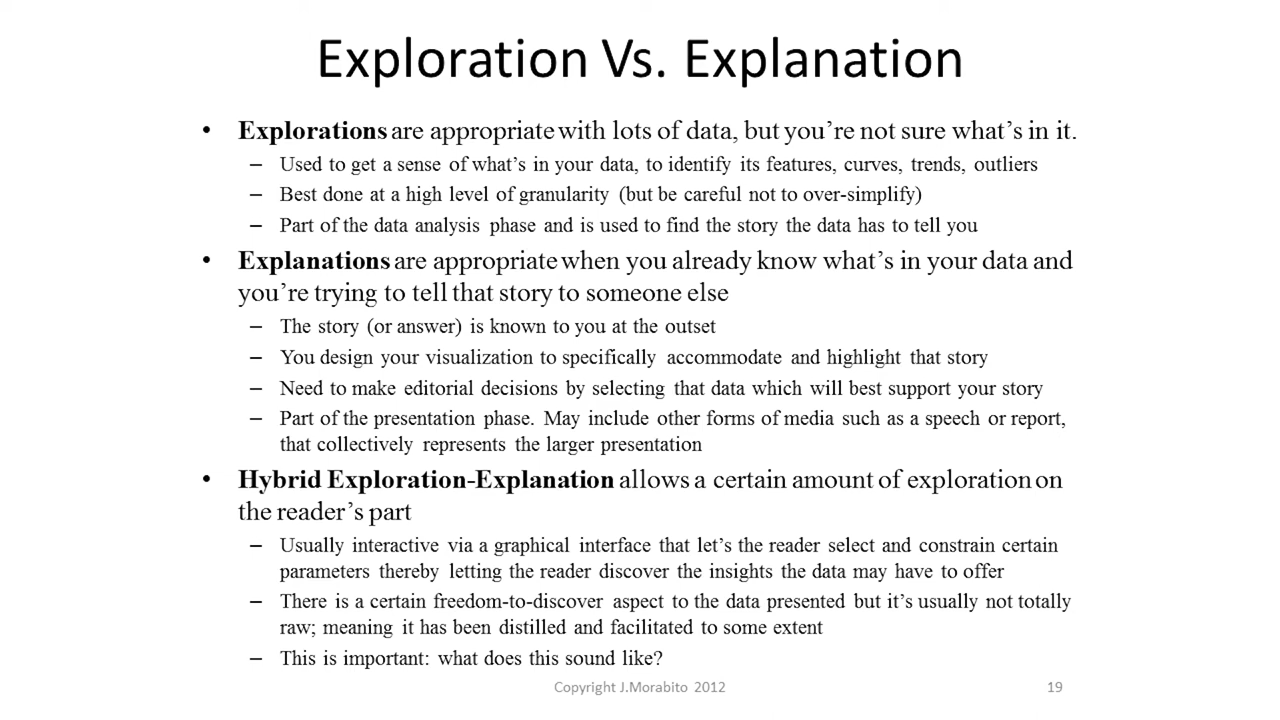 Exploration Vs. Explanation
• Explorations are appropriate with lots of data, but you’re not sure what’s in it.
– Used to get a sense of what’s in your data, to identify its features, curves, trends, outliers
– Best done at a high level of granularity (but be careful not to over-simplify)
– Part of the data analysis phase and is used to find the story the data has to tell you
• Explanations are appropriate when you already know what’s in your data and
you’re trying to tell that story to someone else
– The story (or answer) is known to you at the outset
– You design your visualization to specifically accommodate and highlight that story
– Need to make editorial decisions by selecting that data which will best support your story
– Part of the presentation phase. May include other forms of media such as a speech or report,
that collectively represents the larger presentation
• Hybrid Exploration-Explanation allows a certain amount of exploration on
the reader’s part
– Usually interactive via a graphical interface that let’s the reader select and constrain certain
parameters thereby letting the reader discover the insights the data may have to offer
– There is a certain freedom-to-discover aspect to the data presented but it’s usually not totally
raw; meaning it has been distilled and facilitated to some extent
– This is important: what does this sound like?
Copyright J.Morabito 2012
19